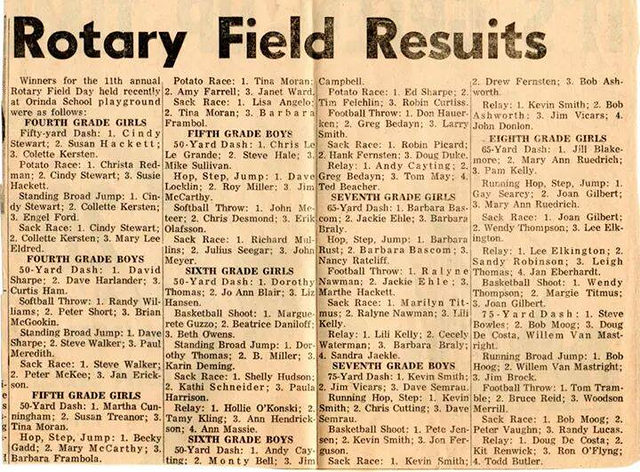 Rotary Field Resuits
Winners for the 11th annual
Rotary Field Day held recently
at Orinda School playground
were as follows:
FOURTH GRADE GIRLS
Fifty-yard Dash: 1. Cindy
Stewart; 2. Susan Hackett;
3. Colette Kersten.
Potato Race: 1. Christa Red-
man; 2. Cindy Stewart; 3. Susie
Hackett.
Standing Broad Jump: 1. Cin-
dy Stewart; 2. Collette Kersten;
3. Engel Ford.
Sack Race: 1. Cindy Stewart;
2. Collette Kersten; 3. Mary Lee
Eldred.
FOURTH GRADE BOYS
50-Yard Dash: 1. David
Sharpe; 2. Dave Harlander; 3.
Curtis Ham.
Softball Throw: 1. Randy Wil-
liams; 2. Peter Short; 3. Brian
McGookin.
Standing Broad Jump: 1. Dave
Sharpe; 2. Steve Walker; 3. Paul
Meredith.
Sack Race: 1. Steve Walker;
2. Peter McKee; 3. Jan Erick-
son.
FIFTH GRADE GIRLS
50-Yard Dash: 1. Martha Cun-
ningham; 2. Susan Treanor; 3.
Tina Moran.
Hop, Step, Jump: 1. Becky
Gadd; 2. Mary McCarthy; 3.
Barbara Frambola.
Potato Race: 1. Tina Moran;
2. Amy Farrell; 3. Janet Ward.
Sack Race: 1. Lisa Angelo;
2. Tina Moran; 3. Barbara
Frambol.
FIFTH GRADE BOYS
50-Yard Dash: 1. Chris Le
Le Grande; 2. Steve Hale; 3.
Mike Sullivan.
Hop, Step, Jump: 1. Dave
Locklin; 2. Roy Miller; 3. Jim
McCarthy.
Softball Throw: 1. John Me-
teer; 2. Chris Desmond; 3. Erik
Olafsson.
Sack Race: 1. Richard Mul-
lins; 2. Julius Seegar; 3. John
Meyer.
SIXTH GRADE GIRLS
50-Yard Dash: 1. Dorothy
Thomas; 2. Jo Ann Blair; 3. Liz
Hansen.
Basketball Shoot: 1. Margue-
rite Guzzo; 2. Beatrice Daniloff;
3. Beth Owens.
Standing Broad Jump: 1. Dor-
othy Thomas; 2. B. Miller; 3.
Karin Deming.
Sack Race: 1. Shelly Hudson;
2. Kathi Schneider; 3. Paula
Harrison.
Relay: 1. Hollie O'Konski; 2.
Tamy Kling; 3. Ann Hendrick-
son; 4. Ann Massie.
SIXTH GRADE BOYS
50-Yard Dash: 1. Andy Cay-
ting; 2. Monty Bell; 3. Jim
Campbell.
Potato Race: 1. Ed Sharpe; 2.
Tim Felchlin; 3. Robin Curtiss.
Football Throw: 1. Don Hauer-
ken; 2. Greg Bedayn; 3. Larry
Smith.
Sack Race: 1. Robin Picard;
2. Hank Fernsten; 3. Doug Duke.
Relay: 1. Andy Cayting; 2.
Greg Bedayn; 3. Tom May; 4.
Ted Beacher.
SEVENTH GRADE GIRLS
65-Yard Dash: 1. Barbara Bas-
com; 2. Jackie Ehle; 3. Barbara
Braly.
Hop, Step, Jump: 1. Barbara
Rust; 2. Barbara Bascom; 3.
Nancy Ratcliff.
Football Throw: 1. Ralyne
Nawman; 2. Jackie Ehle; 3.
Marthe Hackett.
Sack Race: 1. Marilyn Tit-
mus; 2. Ralyne Nawman; 3. Lili
Kelly.
Relay: 1. Lili Kelly; 2. Cecely
Waterman; 3. Barbara Braly;
4. Sandra Jaekle.
SEVENTH GRADE BOYS
75-Yard Dash: 1. Kevin Smith;
2. Jim Vicars; 3. Dave Semrau.
Running Hop, Step: 1. Kevin
Smith; 2. Chris Cutting; 3. Dave
Semrau.
Basketball Shoot: 1. Pete Jen-
sen; 2. Kevin Smith; 3. Jon Fer-
guson.
Sack Race: 1. Kevin Smith;
2. Drew Fernsten; 3. Bob Ash-
worth.
Relay: 1. Kevin Smith; 2. Bob
Ashworth; 3. Jim Vicars; 4.
John Donlon.
EIGHTH GRADE GIRLS
65-Yard Dash: 1. Jill Blake-
more; 2. Mary Ann Ruedrich; 3.
Pam Kelly.
Running Hop, Step, Jump: 1.
Gay Searcy; 2. Joan Gilbert;
3. Mary Ann Ruedrich.
Sack Race: 1. Joan Gilbert;
2. Wendy Thompson; 3. Lee Elk-
ington.
Relay: 1. Lee Elkington; 2.
Sandy Robinson; 3. Leigh
Thomas; 4. Jan Eberhardt.
Basketball Shoot: 1. Wendy
Thompson; 2. Margie Titmus;
3. Joan Gilbert.
75-Yard Dash: 1. Steve
Bowles; 2. Bob Moog; 3. Doug
De Costa, Willem Van Mast-
right.
Running Broad Jump: 1. Bob
Hoog; 2. Willem Van Mastright;
3. Jim Brock.
Football Throw: 1. Tom Tram-
ble; 2. Bruce Reid; 3. Woodson
Merrill.
Sack Race: 1. Bob Moog; 2.
Peter Vaughn; 3. Randy Lucas.
Relay: 1. Doug De Costa; 2.
Kit Renwick; 3. Ron O'Flyng;
4. Todd Butler.